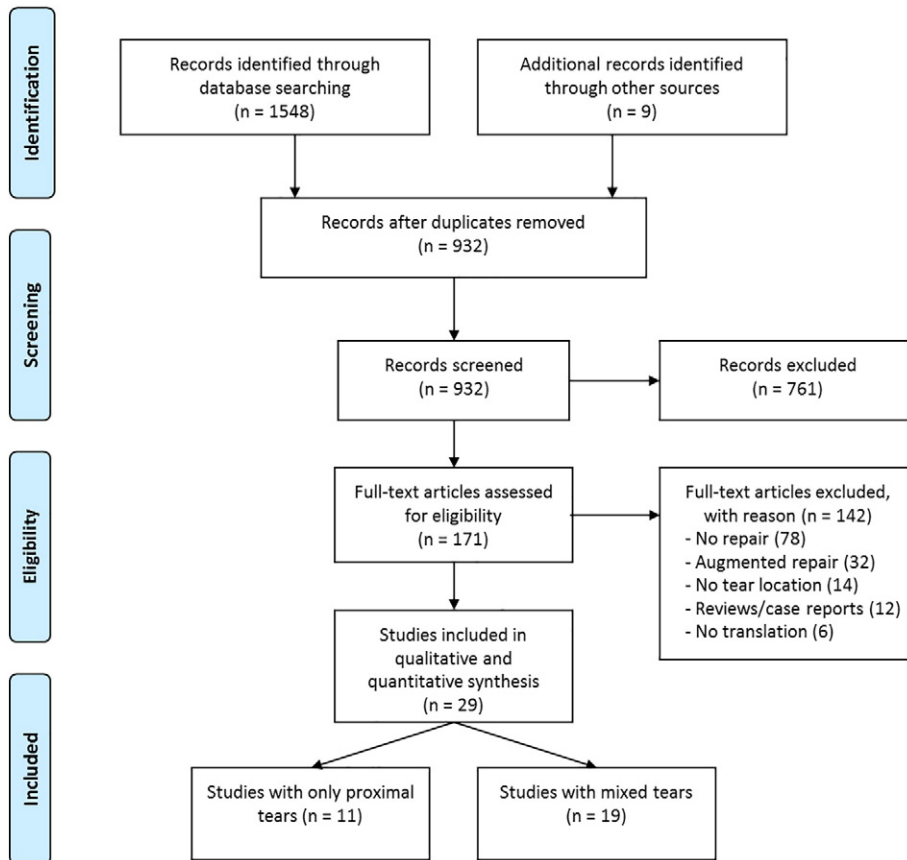 Identification
Records identified through
database searching
(n = 1548)
Additional records identified
through other sources
(n = 9)
Records after duplicates removed
(n = 932)
Screening
Records screened
(n = 932)
Records excluded
(n = 761)
Eligibility
Full-text articles assessed
for eligibility
(n = 171)
Full-text articles excluded,
with reason (n = 142)
- No repair (78)
- Augmented repair (32)
- No tear location (14)
- Reviews/case reports (12)
- No translation (6)
Studies included in
qualitative and
quantitative synthesis
(n = 29)
Included
Studies with only proximal
tears (n = 11)
Studies with mixed tears
(n = 19)